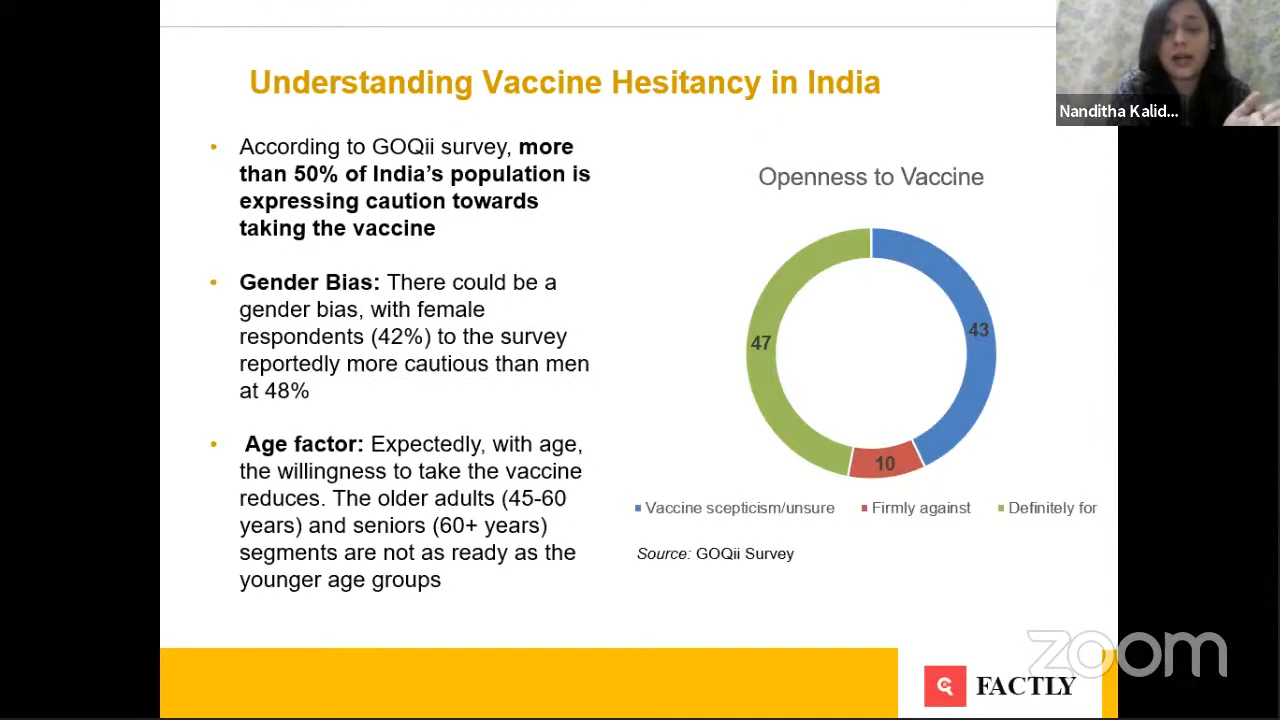 Understanding Vaccine Hesitancy in India
Nanditha Kalid...
• According to GOQii survey, more
than 50% of India's population is
expressing caution towards
taking the vaccine
• Gender Bias: There could be a
gender bias, with female
respondents (42%) to the survey
reportedly more cautious than men
at 48%
• Age factor: Expectedly, with age,
the willingness to take the vaccine
reduces. The older adults (45-60
years) and seniors (60+ years)
segments are not as ready as the
younger age groups
Openness to Vaccine
43
47
10
Vaccine scepticism/unsure Firmly against Definitely for
Source: GOQii Survey
zoom
FACTLY